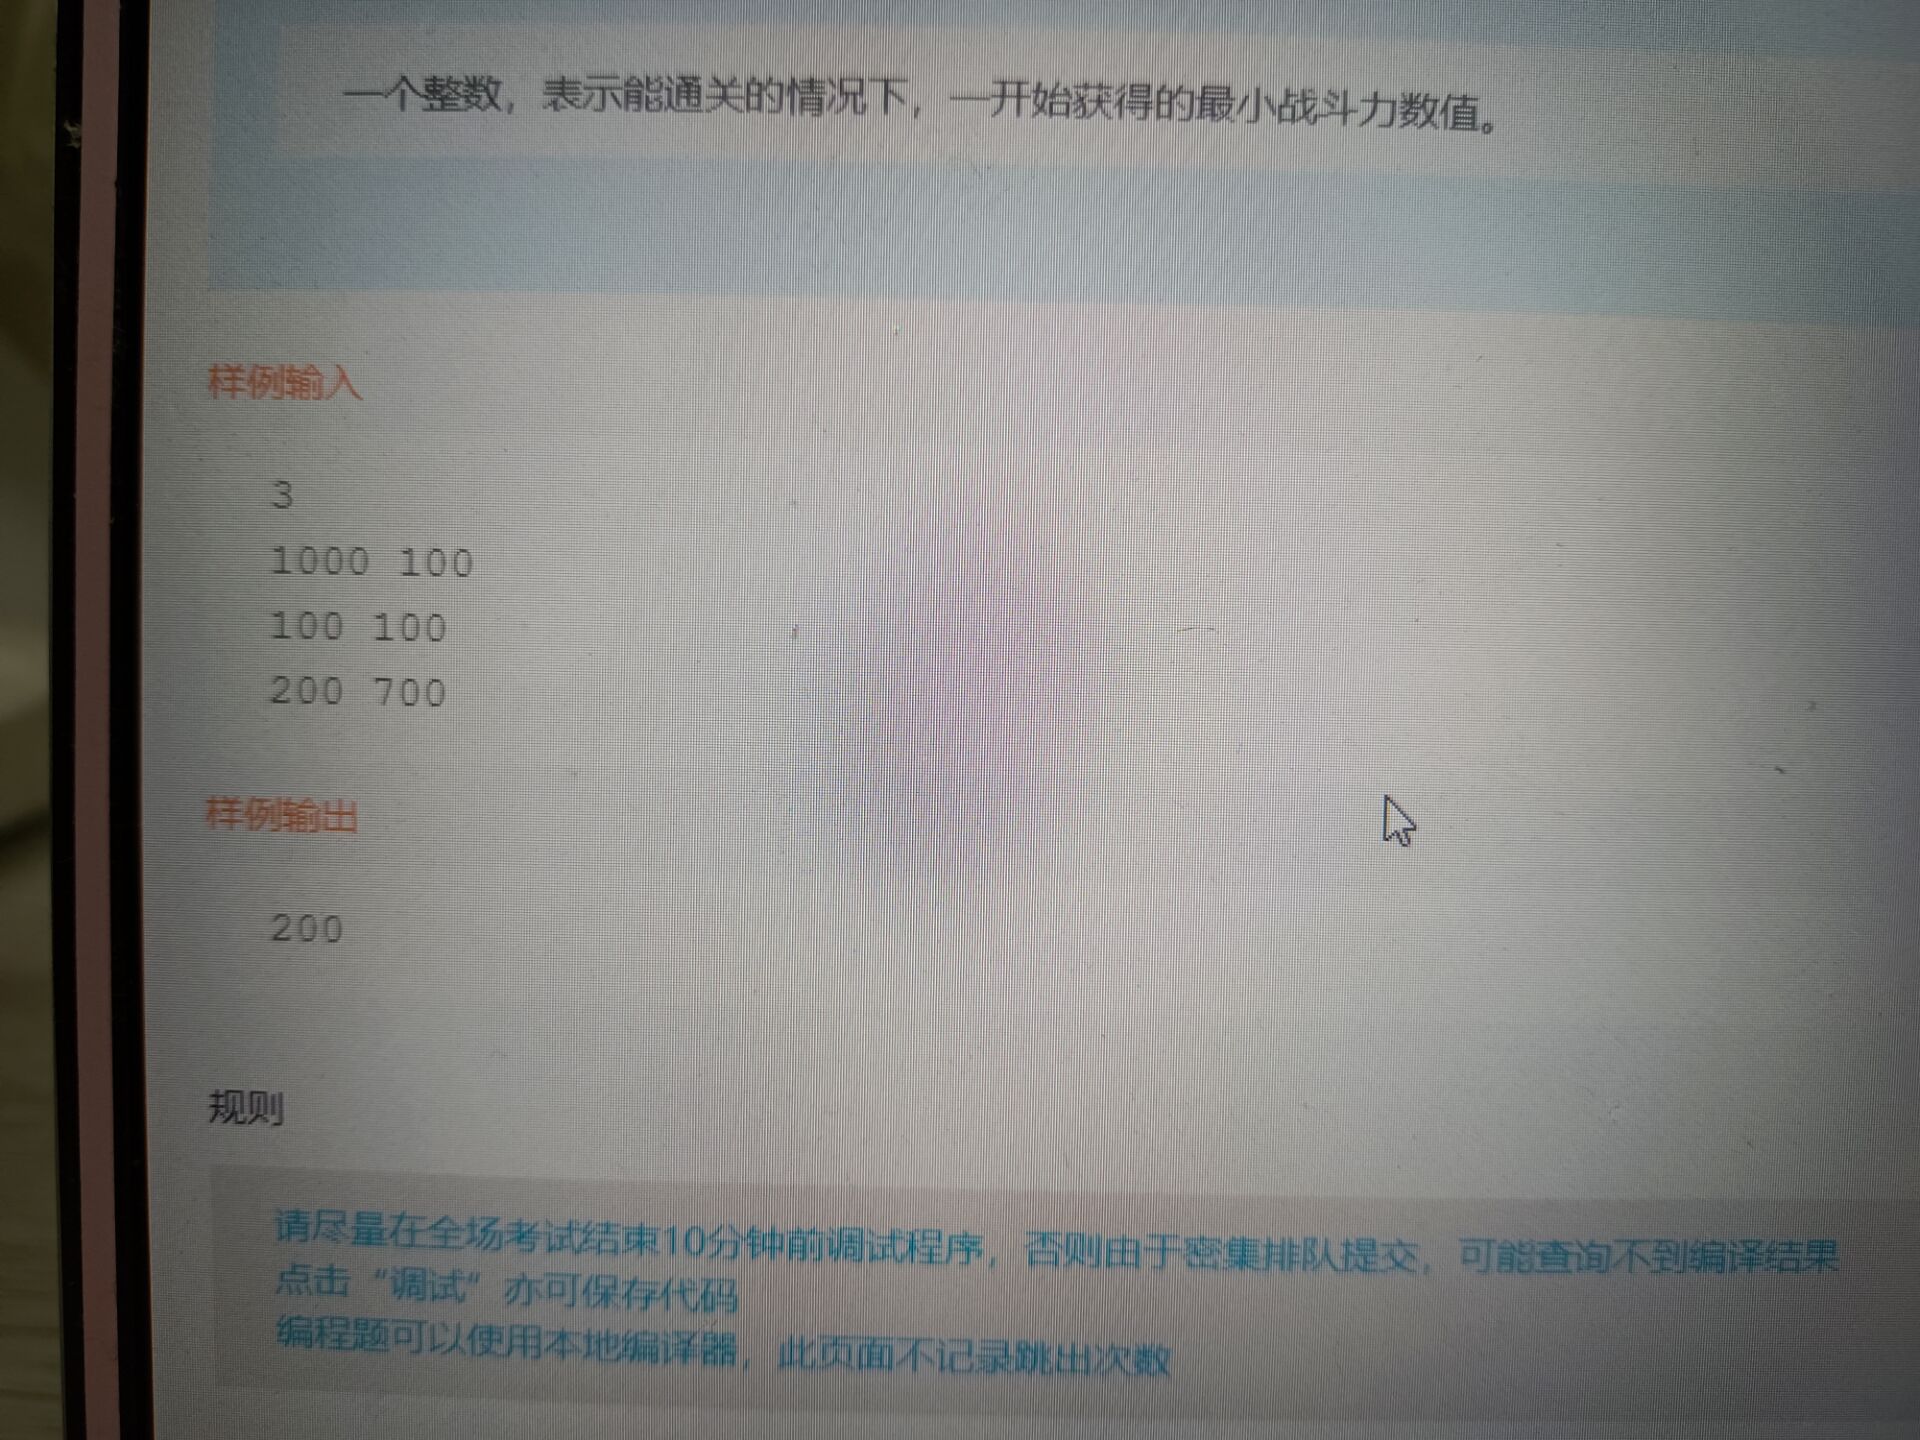 一个整数，表示能通关的情况下，一开始获得的最小战斗力数值。
样例输入
3
1000 100
100 100
200 700
样例输出
200
规则
请尽量在全场考试结束10分钟前调试程序，否则由于密集排队提交，可能查询不到编译结果
点击“调试”亦可保存代码
编程题可以使用本地编译器，此页面不记录跳出次数